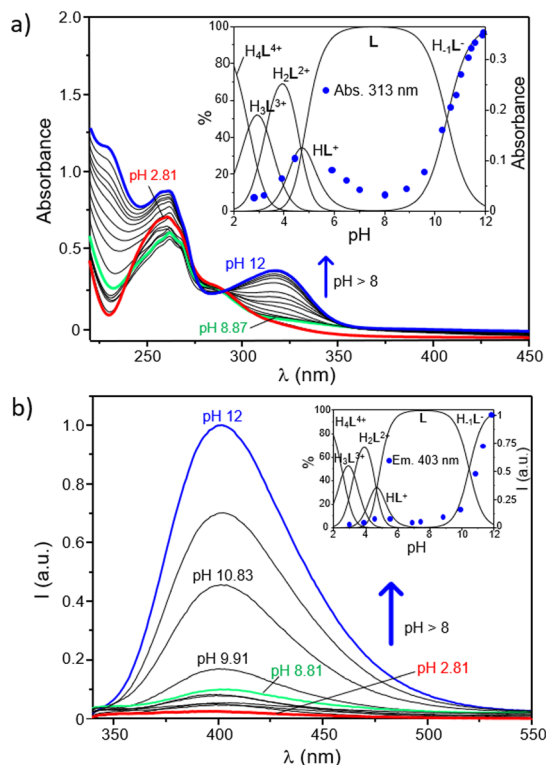 a)
2.0
1.5
1.0
0.5
0
Absorbance
250
300
350
400
450
λ (nm)
pH 2.81
pH 12
pH 8.87
pH > 8
100
80
60
40
20
0
%
H4L4+
H3L3+
H2L2+
HL+
L
H-1L-
Abs. 313 nm
0.3
0.2
0.1
0
Absorbance
2
4
6
8
10
12
pH
b)
1.0
0.8
0.6
0.4
0.2
0
I (a.u.)
350
400
450
500
550
λ (nm)
pH 12
pH 10.83
pH 9.91
pH 8.81
pH 2.81
pH > 8
100
80
60
40
20
0
%
H4L4+
H3L3+
H2L2+
HL+
L
H-1L-
Em. 403 nm
1
0.75
0.5
0.25
0
I (a.u.)
2
4
6
8
10
12
pH